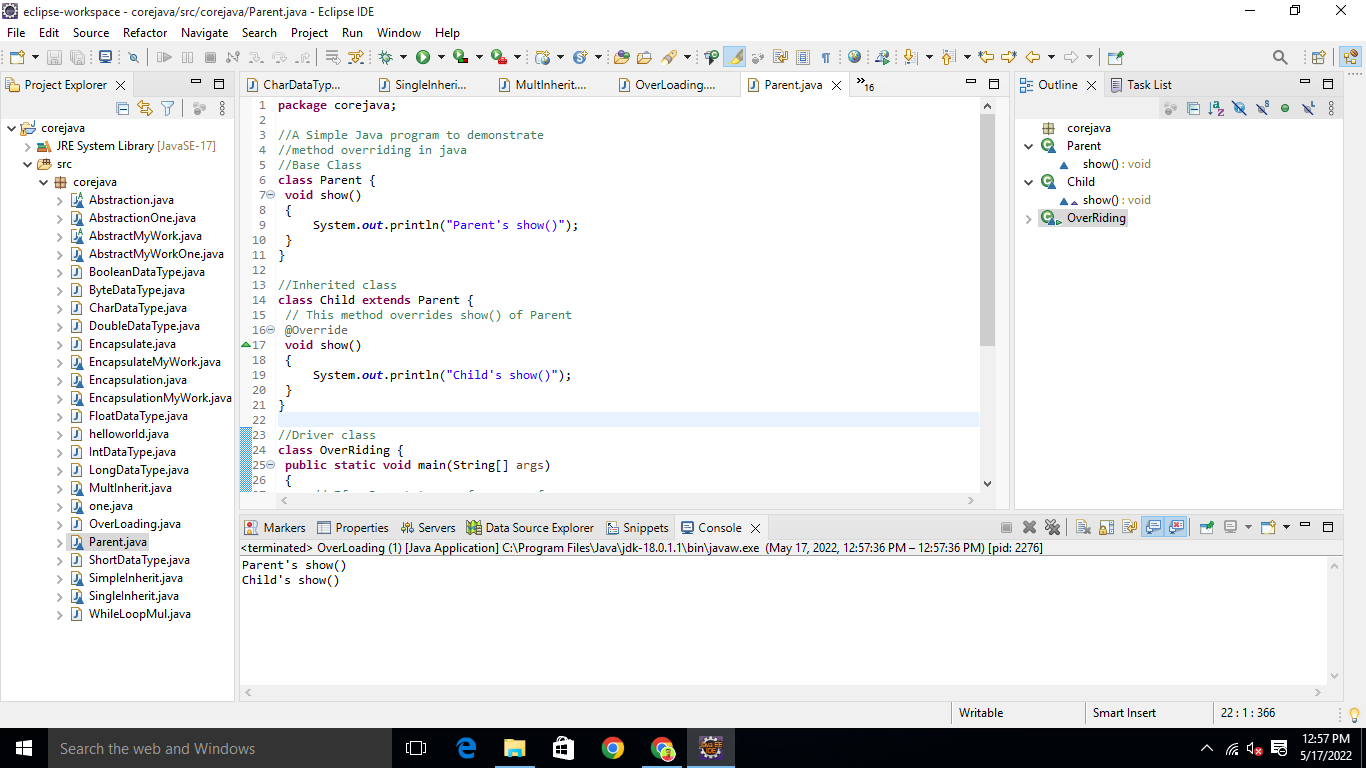 eclipse-workspace - corejava/src/corejava/Parent.java - Eclipse IDE
File Edit Source Refactor Navigate Search Project Run Window Help
Project Explorer
corejava
JRE System Library [JavaSE-17]
src
corejava
Abstraction.java
AbstractionOne.java
AbstractMyWork.java
AbstractMyWorkOne.java
BooleanDataType.java
ByteDataType.java
CharDataType.java
DoubleDataType.java
Encapsulate.java
EncapsulateMyWork.java
Encapsulation.java
EncapsulationMyWork.java
FloatDataType.java
helloworld.java
IntDataType.java
LongDataType.java
MultInherit.java
one.java
OverLoading.java
Parent.java
ShortDataType.java
SimpleInherit.java
SingleInherit.java
WhileLoopMul.java
CharDataTyp... SingleInheri... MultInherit.... OverLoading.... Parent.java 16
1 package corejava;
2
3 //A Simple Java program to demonstrate
4 //method overriding in java
5 //Base Class
6 class Parent {
7 void show()
8 {
9 System.out.println("Parent's show()");
10 }
11 }
12
13 //Inherited class
14 class Child extends Parent {
15 // This method overrides show() of Parent
16 @Override
17 void show()
18 {
19 System.out.println("Child's show()");
20 }
21 }
22
23 //Driver class
24 class OverRiding {
25 public static void main(String[] args)
26 {
Outline Task List
corejava
Parent
show() : void
Child
show() : void
OverRiding
Markers Properties Servers Data Source Explorer Snippets Console
<terminated> OverLoading (1) [Java Application] C:\Program Files\Java\jdk-18.0.1.1\bin\javaw.exe (May 17, 2022, 12:57:36 PM – 12:57:36 PM) [pid: 2276]
Parent's show()
Child's show()
Writable Smart Insert 22 : 1 : 366
Search the web and Windows
12:57 PM
5/17/2022